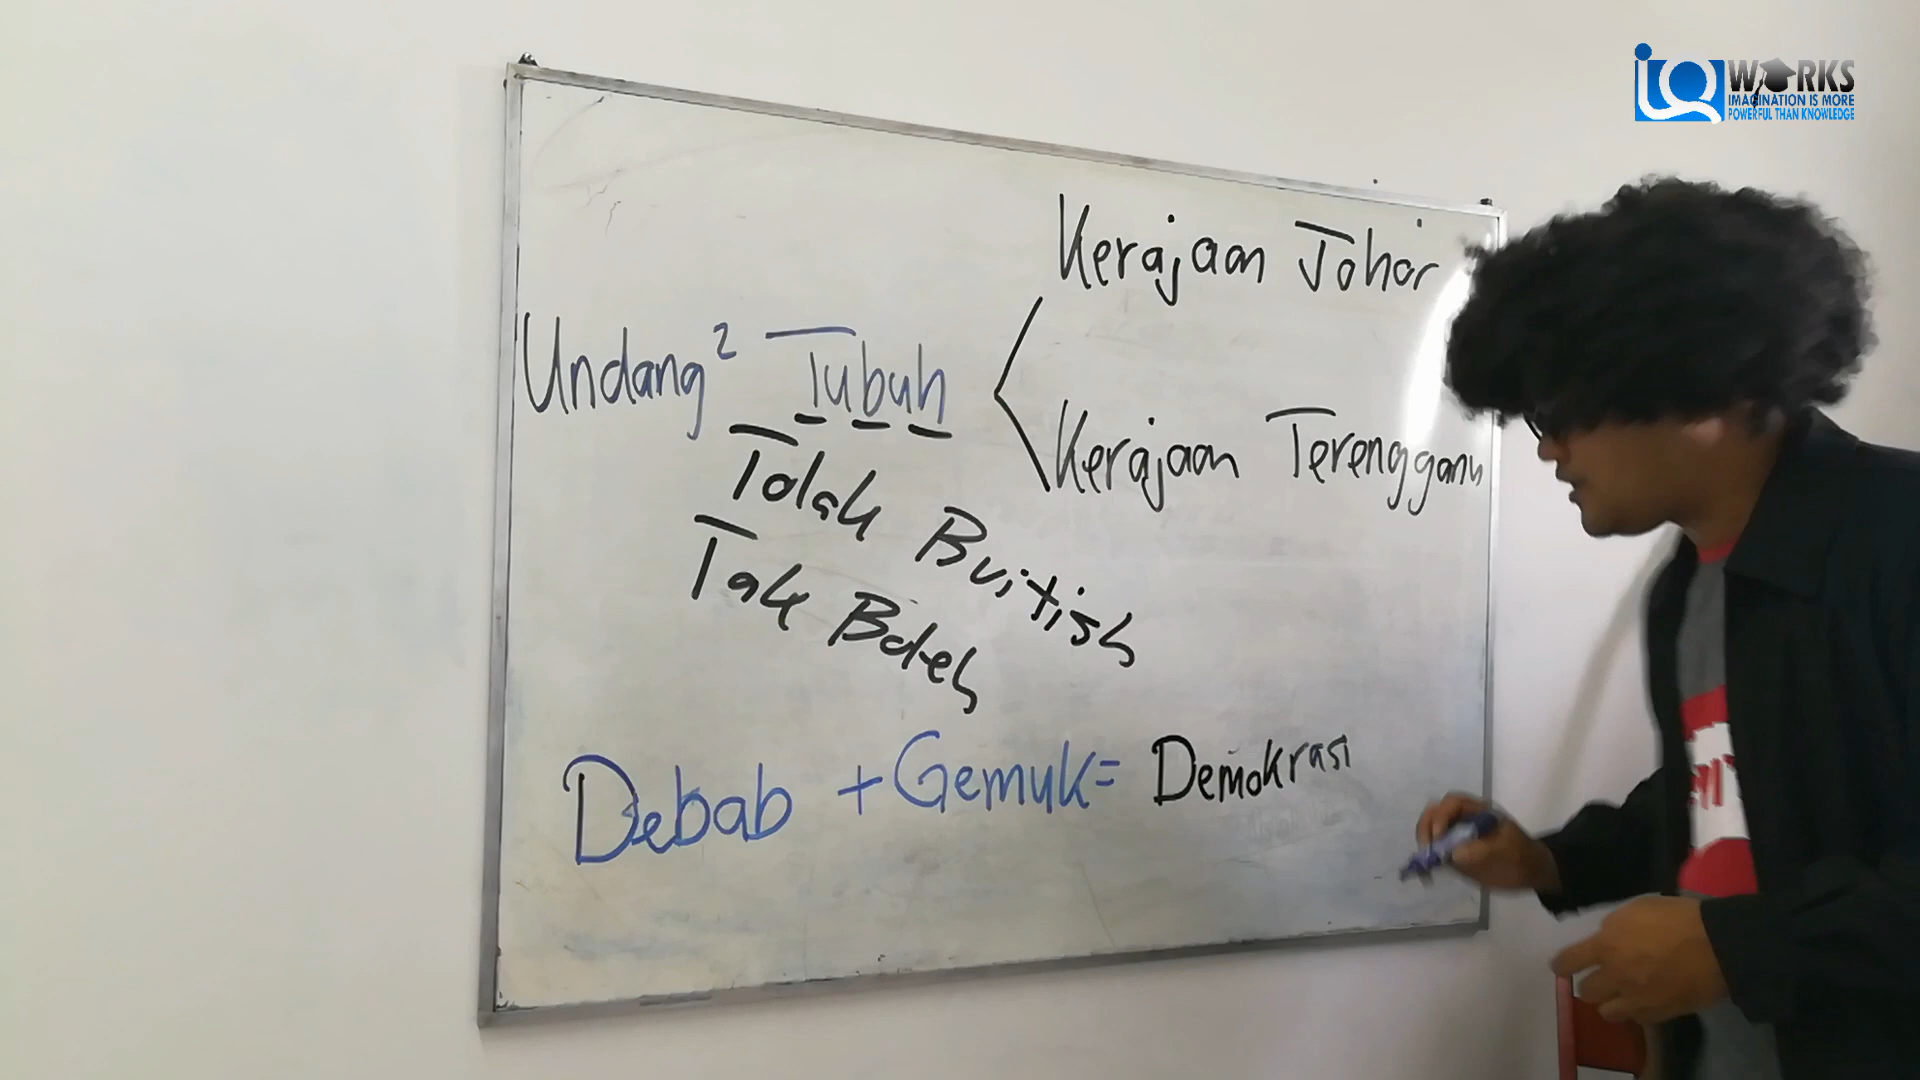 iQ WORKS
IMAGINATION IS MORE
POWERFUL THAN KNOWLEDGE
Kerajaan Johor
Undang² Tubuh
Kerajaan Terengganu
Tolak British
Tak Boleh
Debab + Gemuk = Demokrasi